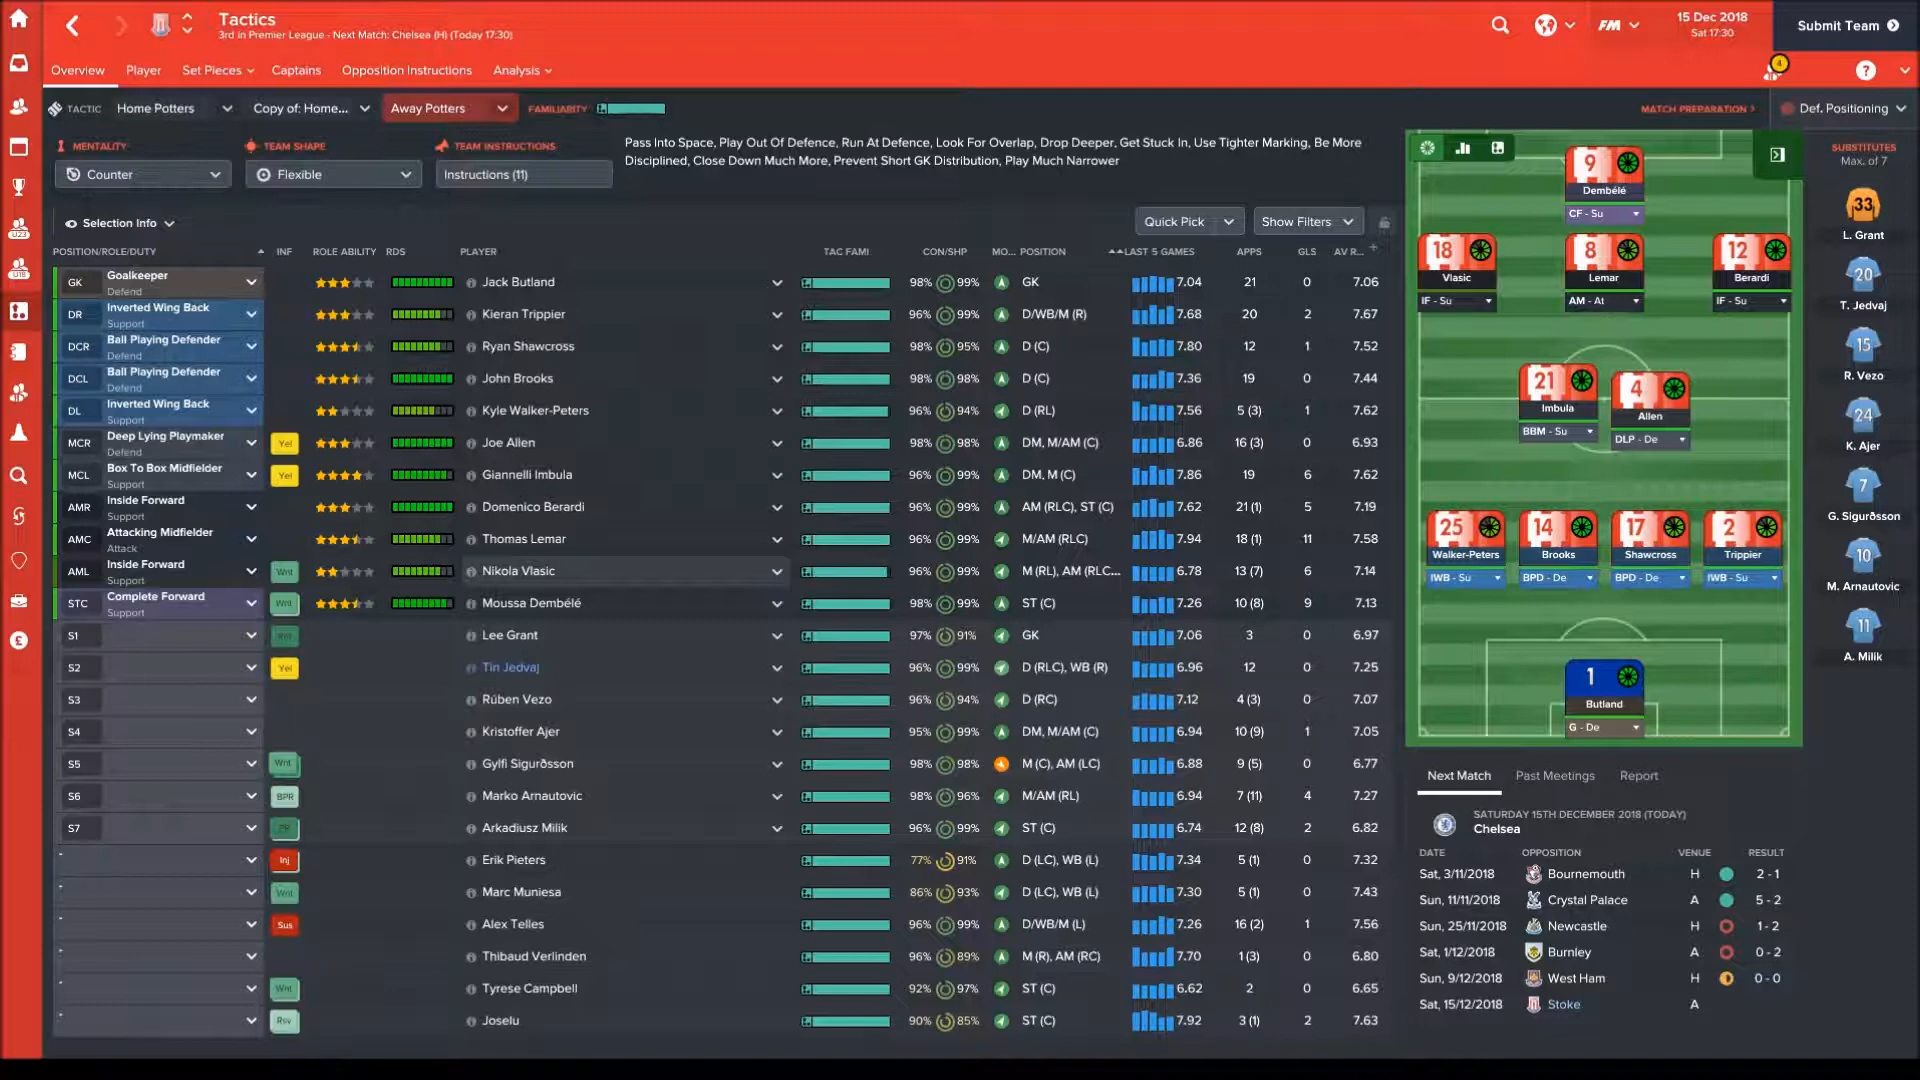 Tactics
3rd in Premier League - Next Match: Chelsea (H) (Today 17:30)
FM
15 Dec 2018
Sat 17:30
Submit Team
Overview
Player
Set Pieces
Captains
Opposition Instructions
Analysis
4
?
TACTIC
Home Potters
Copy of: Home...
Away Potters
FAMILIARITY
MATCH PREPARATION >
Def. Positioning
MENTALITY
TEAM SHAPE
TEAM INSTRUCTIONS
Counter
Flexible
Instructions (11)
Pass Into Space, Play Out Of Defence, Run At Defence, Look For Overlap, Drop Deeper, Get Stuck In, Use Tighter Marking, Be More
Disciplined, Close Down Much More, Prevent Short GK Distribution, Play Much Narrower
Selection Info
Quick Pick
Show Filters
POSITION/ROLE/DUTY INF ROLE ABILITY RDS PLAYER TAC FAMI CON/SHP MO... POSITION LAST 5 GAMES APPS GLS AV R...
GK Goalkeeper Defend Jack Butland 98% 99% GK 7.04 21 0 7.06
DR Inverted Wing Back Support Kieran Trippier 96% 99% D/WB/M (R) 7.68 20 2 7.67
DCR Ball Playing Defender Defend Ryan Shawcross 98% 95% D (C) 7.80 12 1 7.52
DCL Ball Playing Defender Defend John Brooks 98% 98% D (C) 7.36 19 0 7.44
DL Inverted Wing Back Support Kyle Walker-Peters 96% 94% D (RL) 7.56 5 (3) 1 7.62
MCR Deep Lying Playmaker Defend Yel Joe Allen 98% 98% DM, M/AM (C) 6.86 16 (3) 0 6.93
MCL Box To Box Midfielder Support Yel Giannelli Imbula 96% 99% DM, M (C) 7.86 19 6 7.62
AMR Inside Forward Support Domenico Berardi 96% 99% AM (RLC), ST (C) 7.62 21 (1) 5 7.19
AMC Attacking Midfielder Attack Thomas Lemar 96% 99% M/AM (RLC) 7.94 18 (1) 11 7.58
AML Inside Forward Support Wnt Nikola Vlasic 96% 99% M (RL), AM (RLC... 6.78 13 (7) 6 7.14
STC Complete Forward Support Wnt Moussa Dembélé 98% 99% ST (C) 7.26 10 (8) 9 7.13
S1 Lee Grant 97% 91% GK 7.06 3 0 6.97
S2 Yel Tin Jedvaj 96% 99% D (RLC), WB (R) 6.96 12 0 7.25
S3 Rúben Vezo 96% 94% D (RC) 7.12 4 (3) 0 7.07
S4 Kristoffer Ajer 95% 99% DM, M/AM (C) 6.94 10 (9) 1 7.05
S5 Wnt Gylfi Sigurðsson 98% 98% M (C), AM (LC) 6.88 9 (5) 0 6.77
S6 BPR Marko Arnautovic 98% 96% M/AM (RL) 6.94 7 (11) 4 7.27
S7 PR Arkadiusz Milik 96% 99% ST (C) 6.74 12 (8) 2 6.82
- Inj Erik Pieters 77% 91% D (LC), WB (L) 7.34 5 (1) 0 7.32
- Wnt Marc Muniesa 86% 93% D (LC), WB (L) 7.30 5 (1) 0 7.43
- Sus Alex Telles 96% 99% D/WB/M (L) 7.26 16 (2) 1 7.56
- Thibaud Verlinden 96% 89% M (R), AM (RC) 7.70 1 (3) 0 6.80
- Wnt Tyrese Campbell 92% 97% ST (C) 6.62 2 0 6.65
- Rsv Joselu 90% 85% ST (C) 7.92 3 (1) 2 7.63
9
Dembélé
CF - Su
18 8 12
Vlasic Lemar Berardi
IF - Su AM - At IF - Su
21 4
Imbula Allen
BBM - Su DLP - De
25 14 17 2
Walker-Peters Brooks Shawcross Trippier
IWB - Su BPD - De BPD - De IWB - Su
1
Butland
G - De
SUBSTITUTES
Max. of 7
33
L. Grant
20
T. Jedvaj
15
R. Vezo
24
K. Ajer
7
G. Sigurðsson
10
M. Arnautovic
11
A. Milik
Next Match
Past Meetings
Report
SATURDAY 15TH DECEMBER 2018 (TODAY)
Chelsea
DATE OPPOSITION VENUE RESULT
Sat, 3/11/2018 Bournemouth H 2 - 1
Sun, 11/11/2018 Crystal Palace A 5 - 2
Sun, 25/11/2018 Newcastle H 1 - 2
Sat, 1/12/2018 Burnley A 0 - 2
Sun, 9/12/2018 West Ham H 0 - 0
Sat, 15/12/2018 Stoke A
U23
U18
£